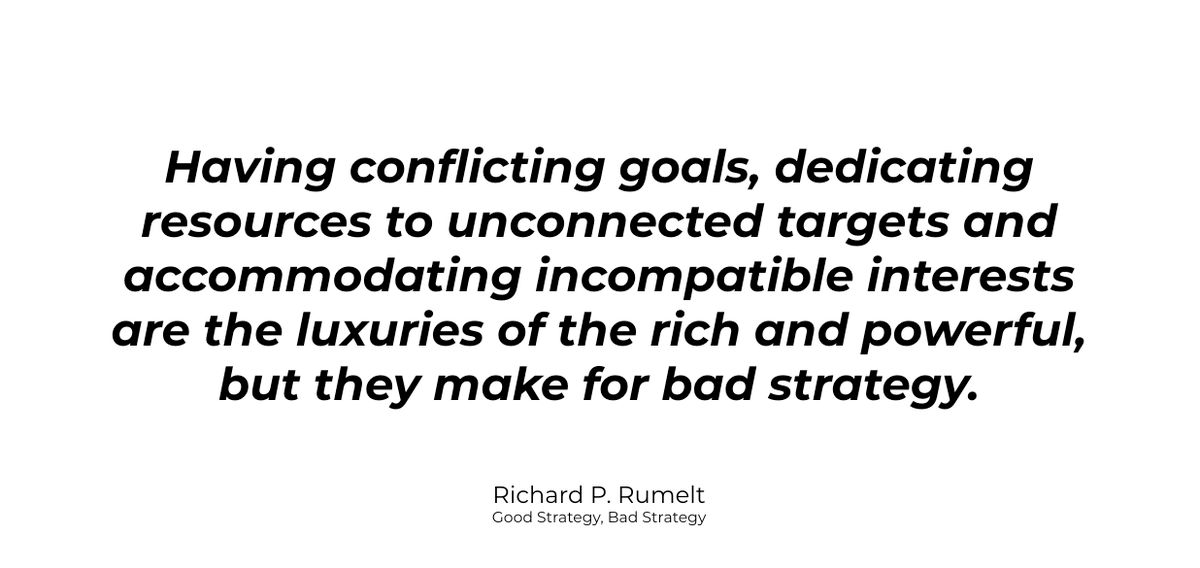 Having conflicting goals, dedicating
resources to unconnected targets and
accommodating incompatible interests
are the luxuries of the rich and powerful,
but they make for bad strategy.
Richard P. Rumelt
Good Strategy, Bad Strategy